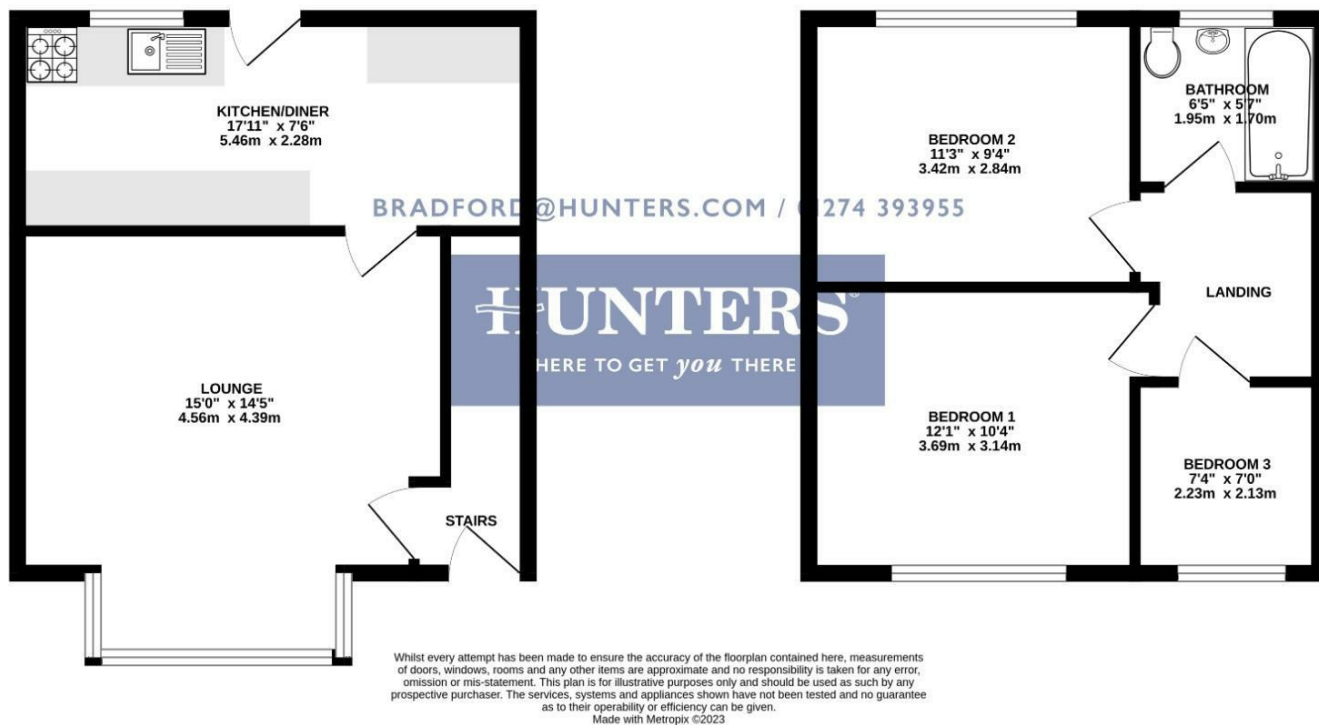 KITCHEN/DINER
17'11" x 7'6"
5.46m x 2.28m
BEDROOM 2
11'3" x 9'4"
3.42m x 2.84m
BATHROOM
6'5" x 5'7"
1.95m x 1.70m
BRADFORD@HUNTERS.COM / 01274 393955
HUNTERS®
HERE TO GET you THERE
LANDING
LOUNGE
15'0" x 14'5"
4.56m x 4.39m
BEDROOM 1
12'1" x 10'4"
3.69m x 3.14m
BEDROOM 3
7'4" x 7'0"
2.23m x 2.13m
STAIRS
Whilst every attempt has been made to ensure the accuracy of the floorplan contained here, measurements
of doors, windows, rooms and any other items are approximate and no responsibility is taken for any error,
omission or mis-statement. This plan is for illustrative purposes only and should be used as such by any
prospective purchaser. The services, systems and appliances shown have not been tested and no guarantee
as to their operability or efficiency can be given.
Made with Metropix ©2023